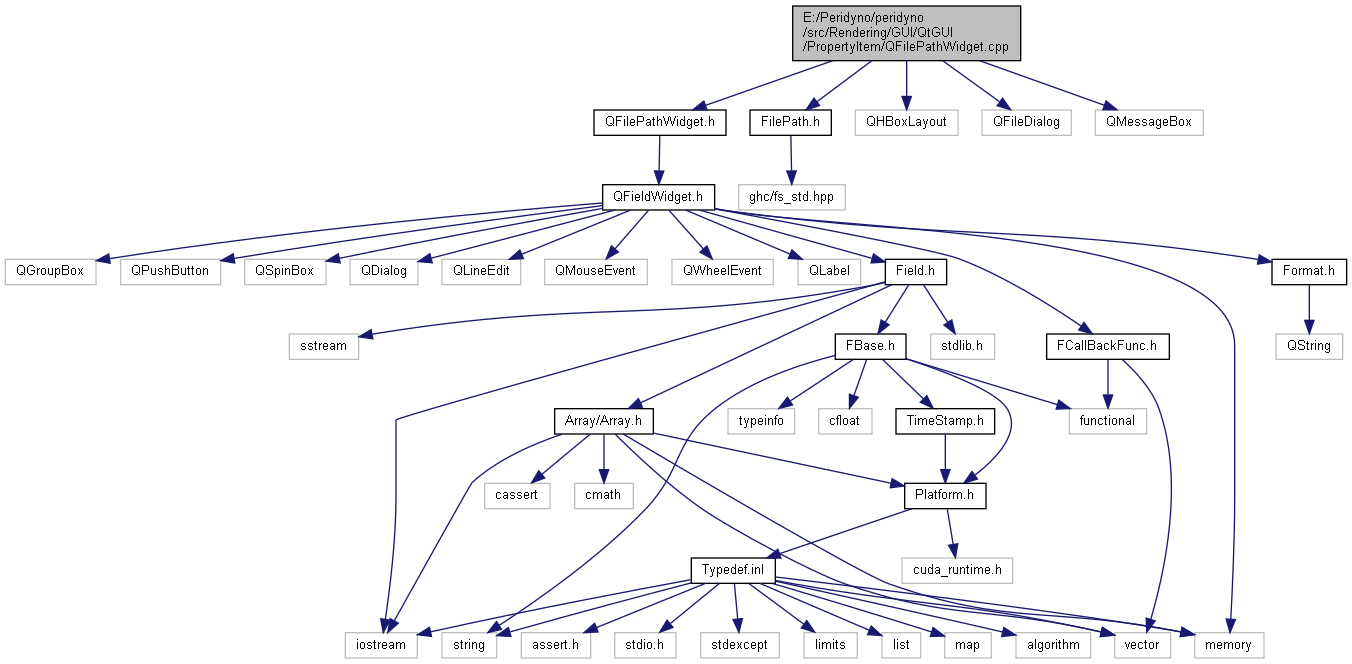 E:/Peridyno/peridyno
/src/Rendering/GUI/QtGUI
/PropertyItem/QFilePathWidget.cpp
QFilePathWidget.h
FilePath.h
QHBoxLayout
QFileDialog
QMessageBox
QFieldWidget.h
ghc/fs_std.hpp
QGroupBox
QPushButton
QSpinBox
QDialog
QLineEdit
QMouseEvent
QWheelEvent
QLabel
Field.h
Format.h
sstream
FBase.h
stdlib.h
FCallBackFunc.h
QString
Array/Array.h
typeinfo
cfloat
TimeStamp.h
functional
cassert
cmath
Platform.h
Typedef.inl
cuda_runtime.h
iostream
string
assert.h
stdio.h
stdexcept
limits
list
map
algorithm
vector
memory